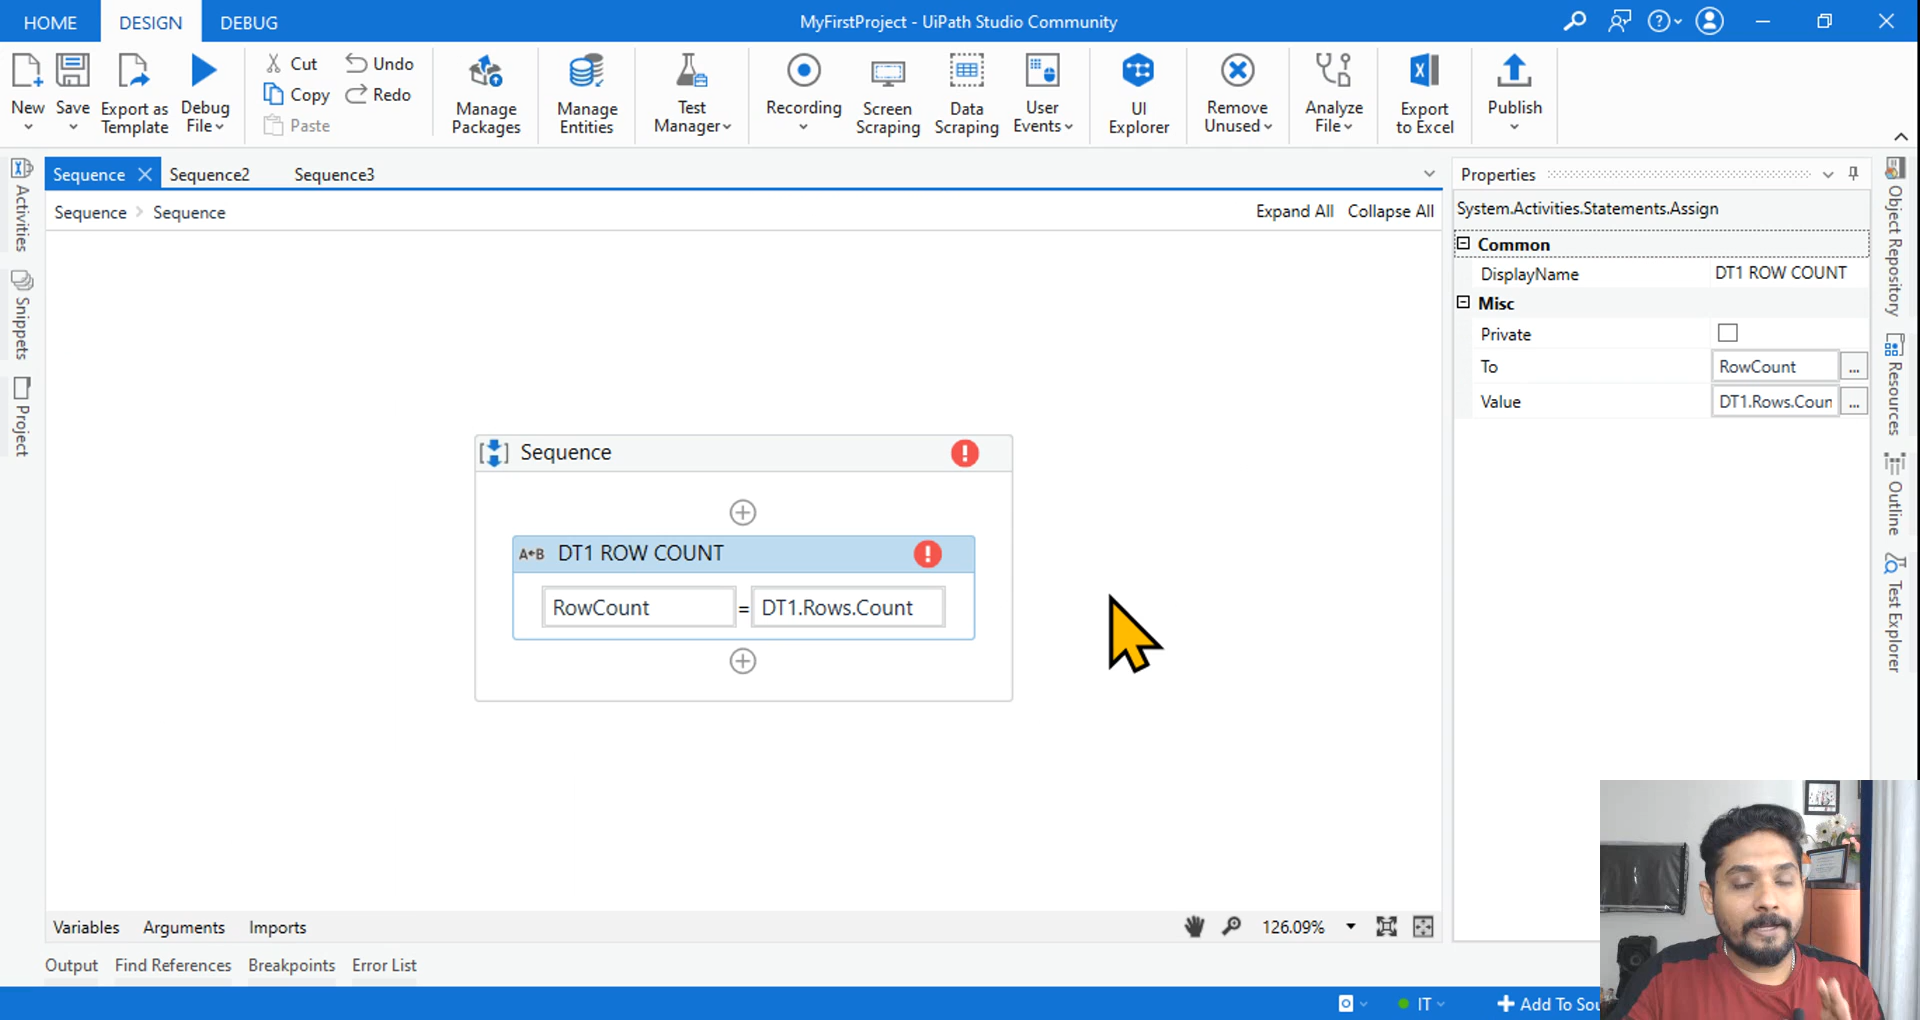 HOME
DESIGN
DEBUG
MyFirstProject - UiPath Studio Community
New
Save
Export as
Template
Debug
File
Cut
Copy
Paste
Undo
Redo
Manage
Packages
Manage
Entities
Test
Manager
Recording
Screen
Scraping
Data
Scraping
User
Events
UI
Explorer
Remove
Unused
Analyze
File
Export
to Excel
Publish
Activities
Snippets
Project
Sequence
Sequence2
Sequence3
Sequence > Sequence
Expand All
Collapse All
Sequence
A+B DT1 ROW COUNT
RowCount = DT1.Rows.Count
Properties
System.Activities.Statements.Assign
Common
DisplayName DT1 ROW COUNT
Misc
Private
To RowCount ...
Value DT1.Rows.Coun ...
Object Repository
Resources
Outline
Test Explorer
Variables
Arguments
Imports
126.09%
Output
Find References
Breakpoints
Error List
IT
+ Add To Sou